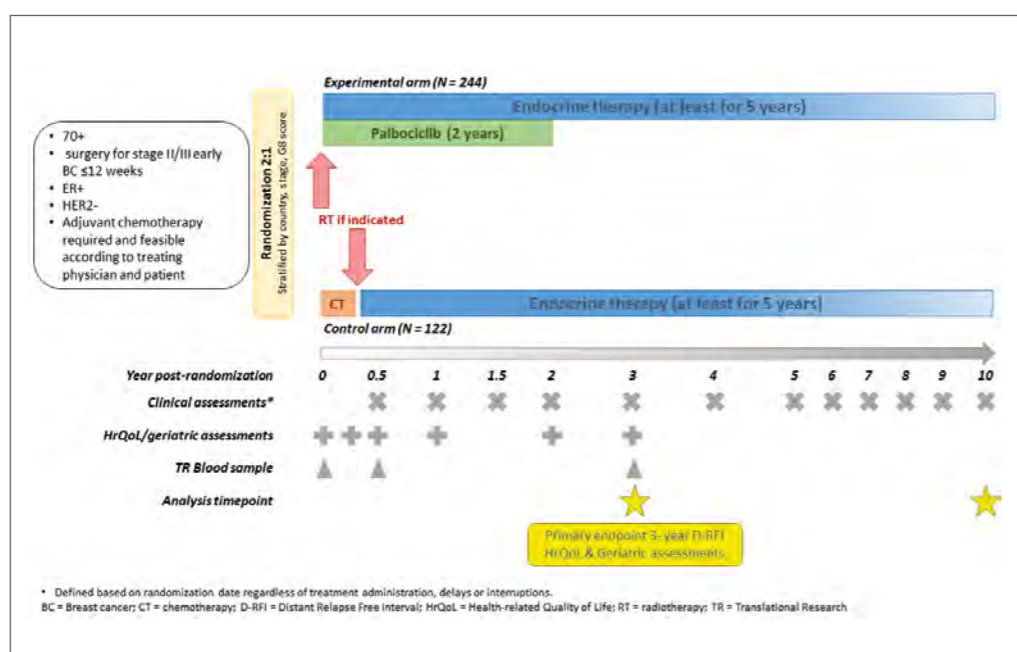 Experimental arm (N = 244)
Endocrine therapy (at least for 5 years)
Palbociclib (2 years)
• 70+
• surgery for stage II/III early
BC ≤12 weeks
• ER+
• HER2-
• Adjuvant chemotherapy
required and feasible
according to treating
physician and patient
Randomization 2:1
Stratified by country, stage, G8 score
RT if indicated
CT
Endocrine therapy (at least for 5 years)
Control arm (N = 122)
Year post-randomization 0 0.5 1 1.5 2 3 4 5 6 7 8 9 10
Clinical assessments*
HrQoL/geriatric assessments
TR Blood sample
Analysis timepoint
Primary endpoint 3- year D-RFI
HrQoL & Geriatric assessments
• Defined based on randomization date regardless of treatment administration, delays or interruptions.
BC = Breast cancer; CT = chemotherapy; D-RFI = Distant Relapse Free Interval; HrQoL = Health-related Quality of Life; RT = radiotherapy; TR = Translational Research